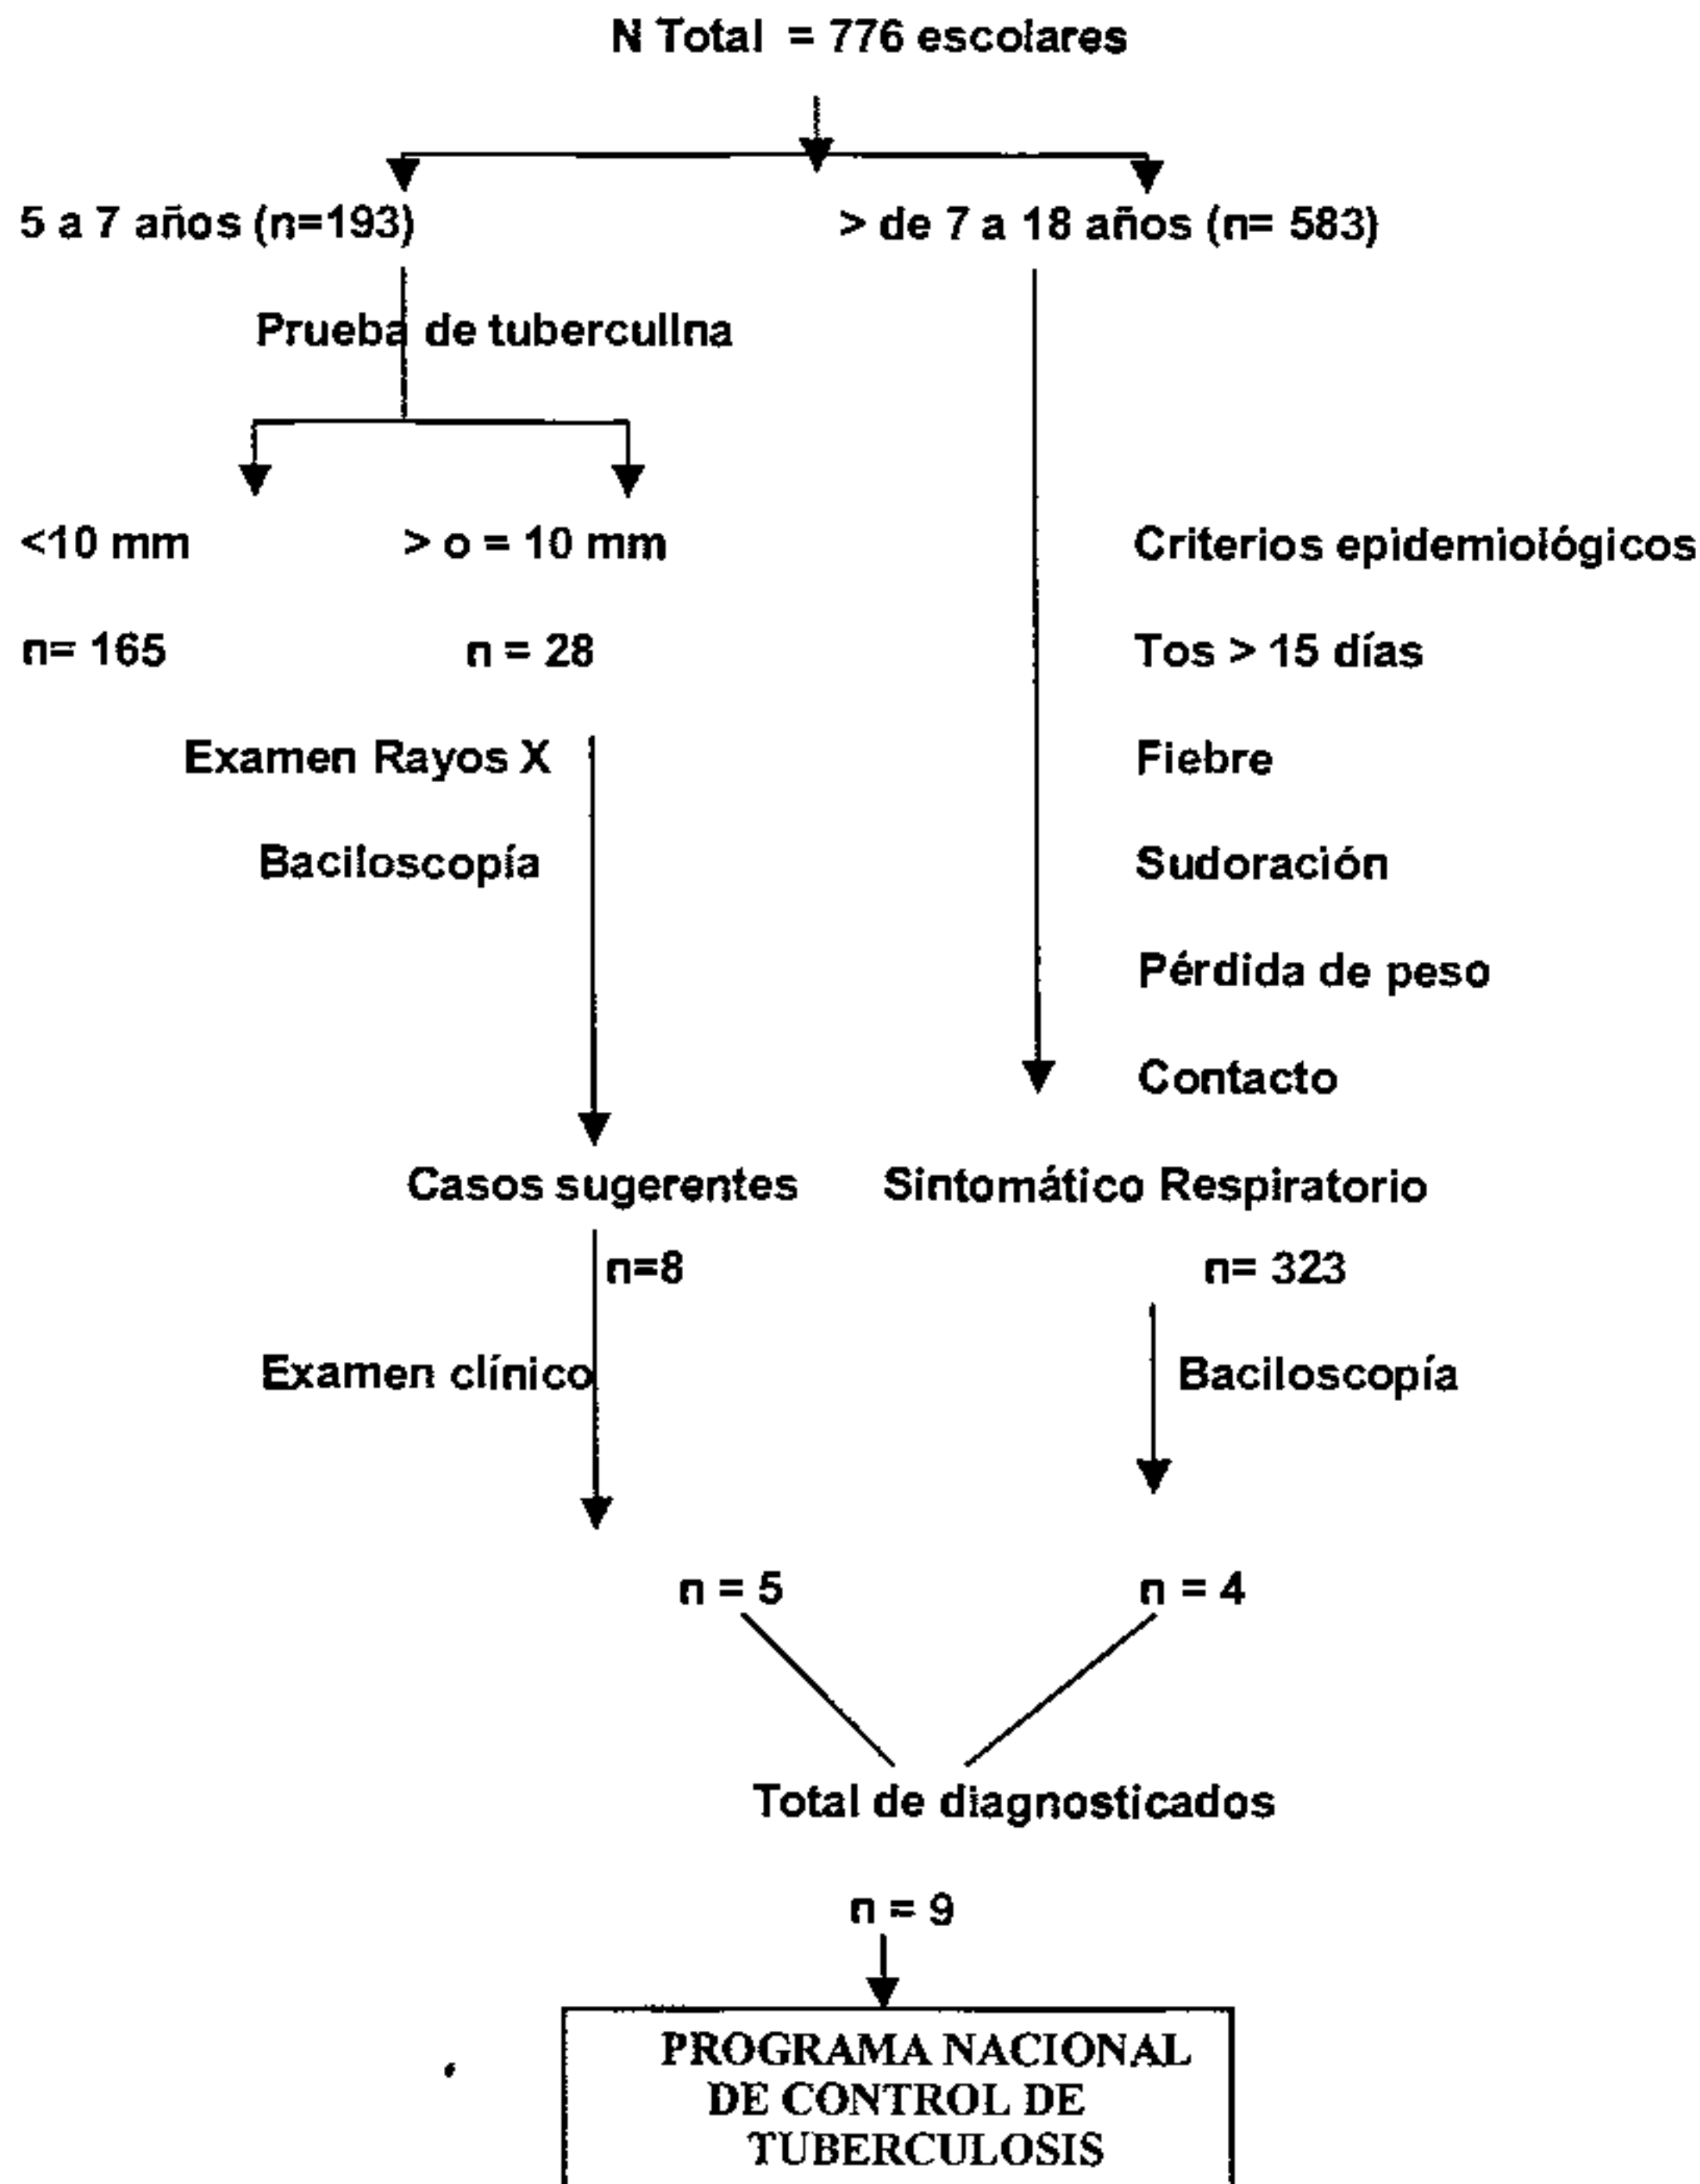 N Total = 776 escolares
5 a 7 años (n=193)
> de 7 a 18 años (n= 583)
Prueba de tuberculina
<10 mm
> o = 10 mm
n= 165
n = 28
Examen Rayos X
Baciloscopía
Criterios epidemiológicos
Tos > 15 días
Fiebre
Sudoración
Pérdida de peso
Contacto
Casos sugerentes
n=8
Sintomático Respiratorio
n= 323
Examen clínico
Baciloscopía
n = 5
n = 4
Total de diagnosticados
n = 9
PROGRAMA NACIONAL
DE CONTROL DE
TUBERCULOSIS